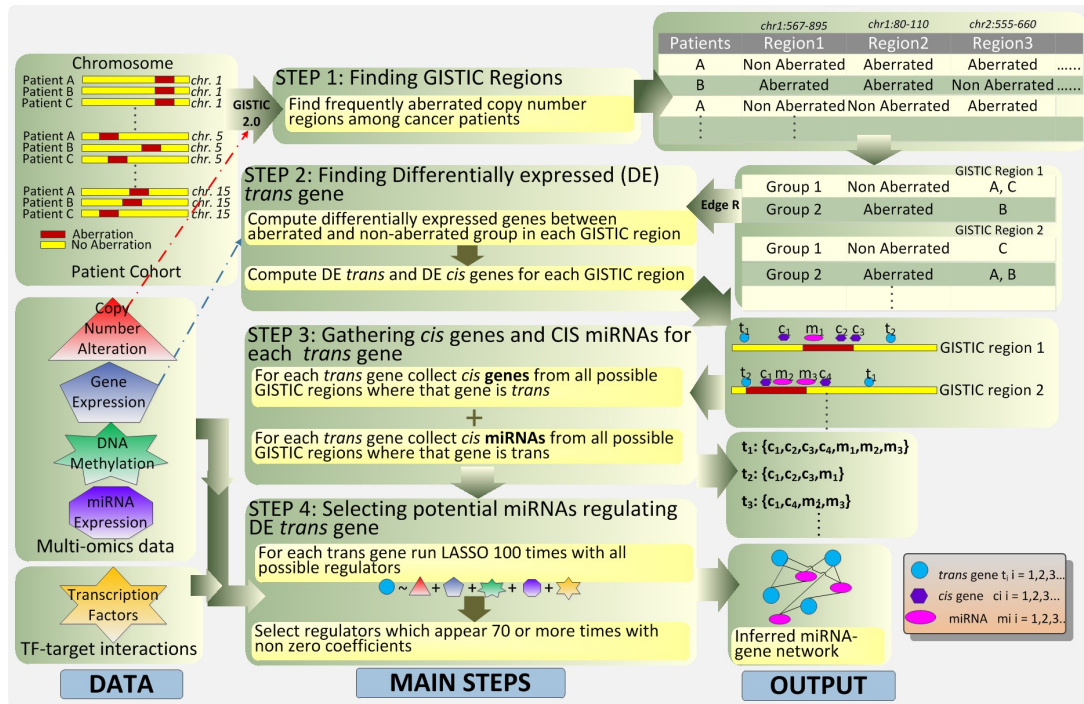 Chromosome
Patient A chr. 1
Patient B chr. 1
Patient C chr. 1
Patient A chr. 5
Patient B chr. 5
Patient C chr. 5
Patient A chr. 15
Patient B chr. 15
Patient C chr. 15
Aberration
No Aberration
Patient Cohort
GISTIC
2.0
STEP 1: Finding GISTIC Regions
Find frequently aberrated copy number
regions among cancer patients
chr1:567-895 chr1:80-110 chr2:555-660
Patients Region1 Region2 Region3
A Non Aberrated Aberrated Aberrated ......
B Aberrated Aberrated Non Aberrated ......
A Non Aberrated Non Aberrated Aberrated
STEP 2: Finding Differentially expressed (DE)
trans gene
Compute differentially expressed genes between
aberrated and non-aberrated group in each GISTIC region
Compute DE trans and DE cis genes for each GISTIC region
Edge R
GISTIC Region 1
Group 1 Non Aberrated A, C
Group 2 Aberrated B
GISTIC Region 2
Group 1 Non Aberrated C
Group 2 Aberrated A, B
Copy
Number
Alteration
Gene
Expression
DNA
Methylation
miRNA
Expression
Multi-omics data
Transcription
Factors
TF-target interactions
STEP 3: Gathering cis genes and CIS miRNAs for
each trans gene
For each trans gene collect cis genes from all possible
GISTIC regions where that gene is trans
+
For each trans gene collect cis miRNAs from all possible
GISTIC regions where that gene is trans
t1 c1 m1 c2 c3 t2
GISTIC region 1
t2 c1 m2 m3 c4 t1
GISTIC region 2
t1: {c1,c2,c3,c4,m1,m2,m3}
t2: {c1,c2,c3,m1}
t3: {c1,c4,m2,m3}
STEP 4: Selecting potential miRNAs regulating
DE trans gene
For each trans gene run LASSO 100 times with all
possible regulators
~ + + + +
Select regulators which appear 70 or more times with
non zero coefficients
Inferred miRNA-
gene network
trans gene ti i = 1,2,3...
cis gene ci i = 1,2,3...
miRNA mi i = 1,2,3..
DATA
MAIN STEPS
OUTPUT